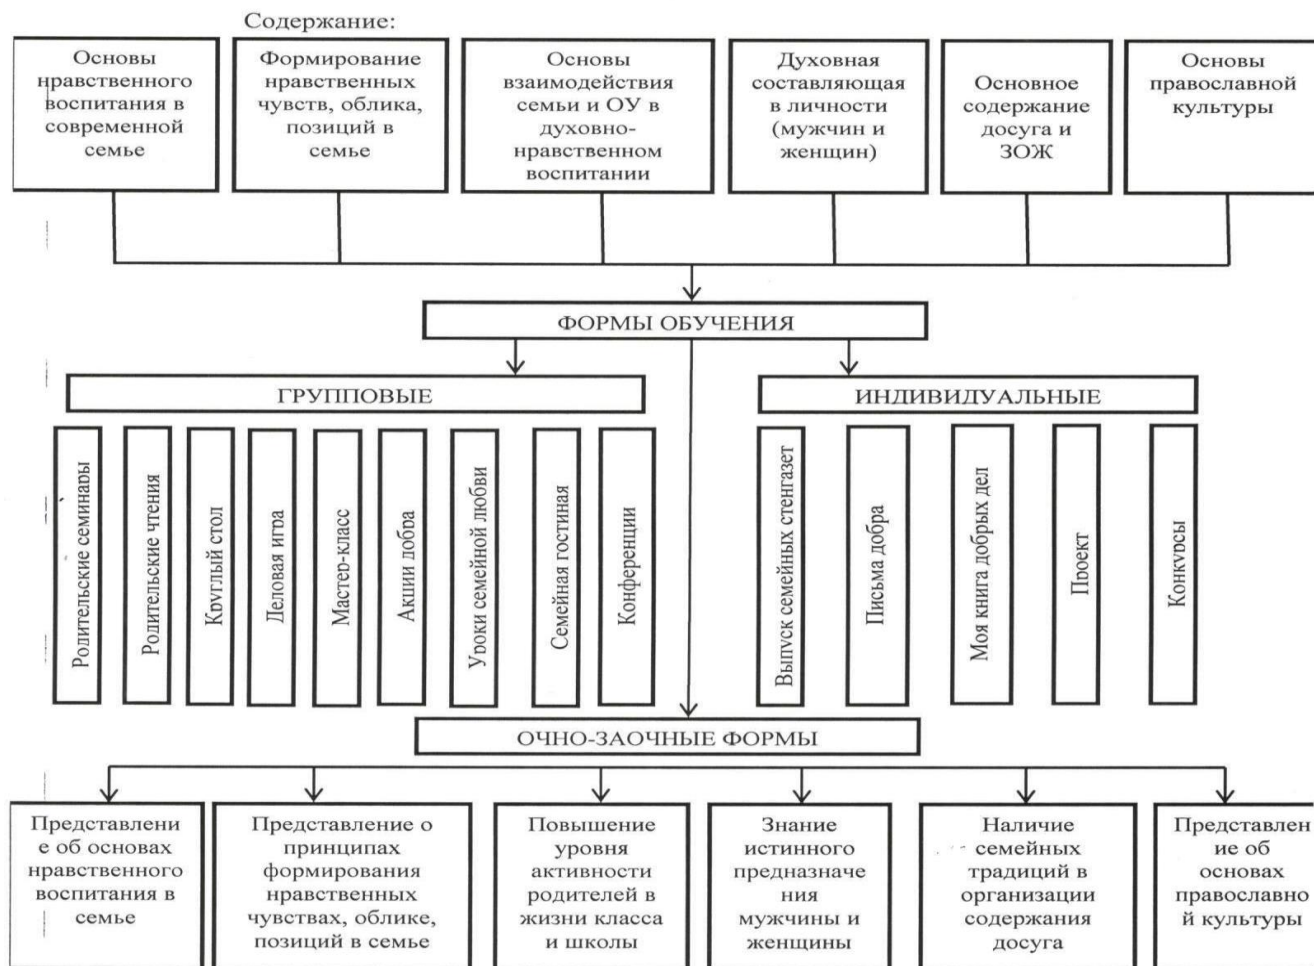 Содержание:
Основы
нравственного
воспитания в
современной
семье
Формирование
нравственных
чувств, облика,
позиций в
семье
Основы
взаимодействия
семьи и ОУ в
духовно-
нравственном
воспитании
Духовная
составляющая
в личности
(мужчин и
женщин)
Основное
содержание
досуга и
ЗОЖ
Основы
православной
культуры
ФОРМЫ ОБУЧЕНИЯ
ГРУППОВЫЕ
ИНДИВИДУАЛЬНЫЕ
Родительские семинары
Родительские чтения
Круглый стол
Деловая игра
Мастер-класс
Акции добра
Уроки семейной любви
Семейная гостиная
Конференции
Выпуск семейных стенгазет
Письма добра
Моя книга добрых дел
Проект
Конкурсы
ОЧНО-ЗАОЧНЫЕ ФОРМЫ
Представлени
е об основах
нравственного
воспитания в
семье
Представление о
принципах
формирования
нравственных
чувствах, облике,
позиций в семье
Повышение
уровня
активности
родителей в
жизни класса
и школы
Знание
истинного
предназначе
ния
мужчины и
женщины
Наличие
семейных
традиций в
организации
содержания
досуга
Представлен
ие об
основах
православно
й культуры